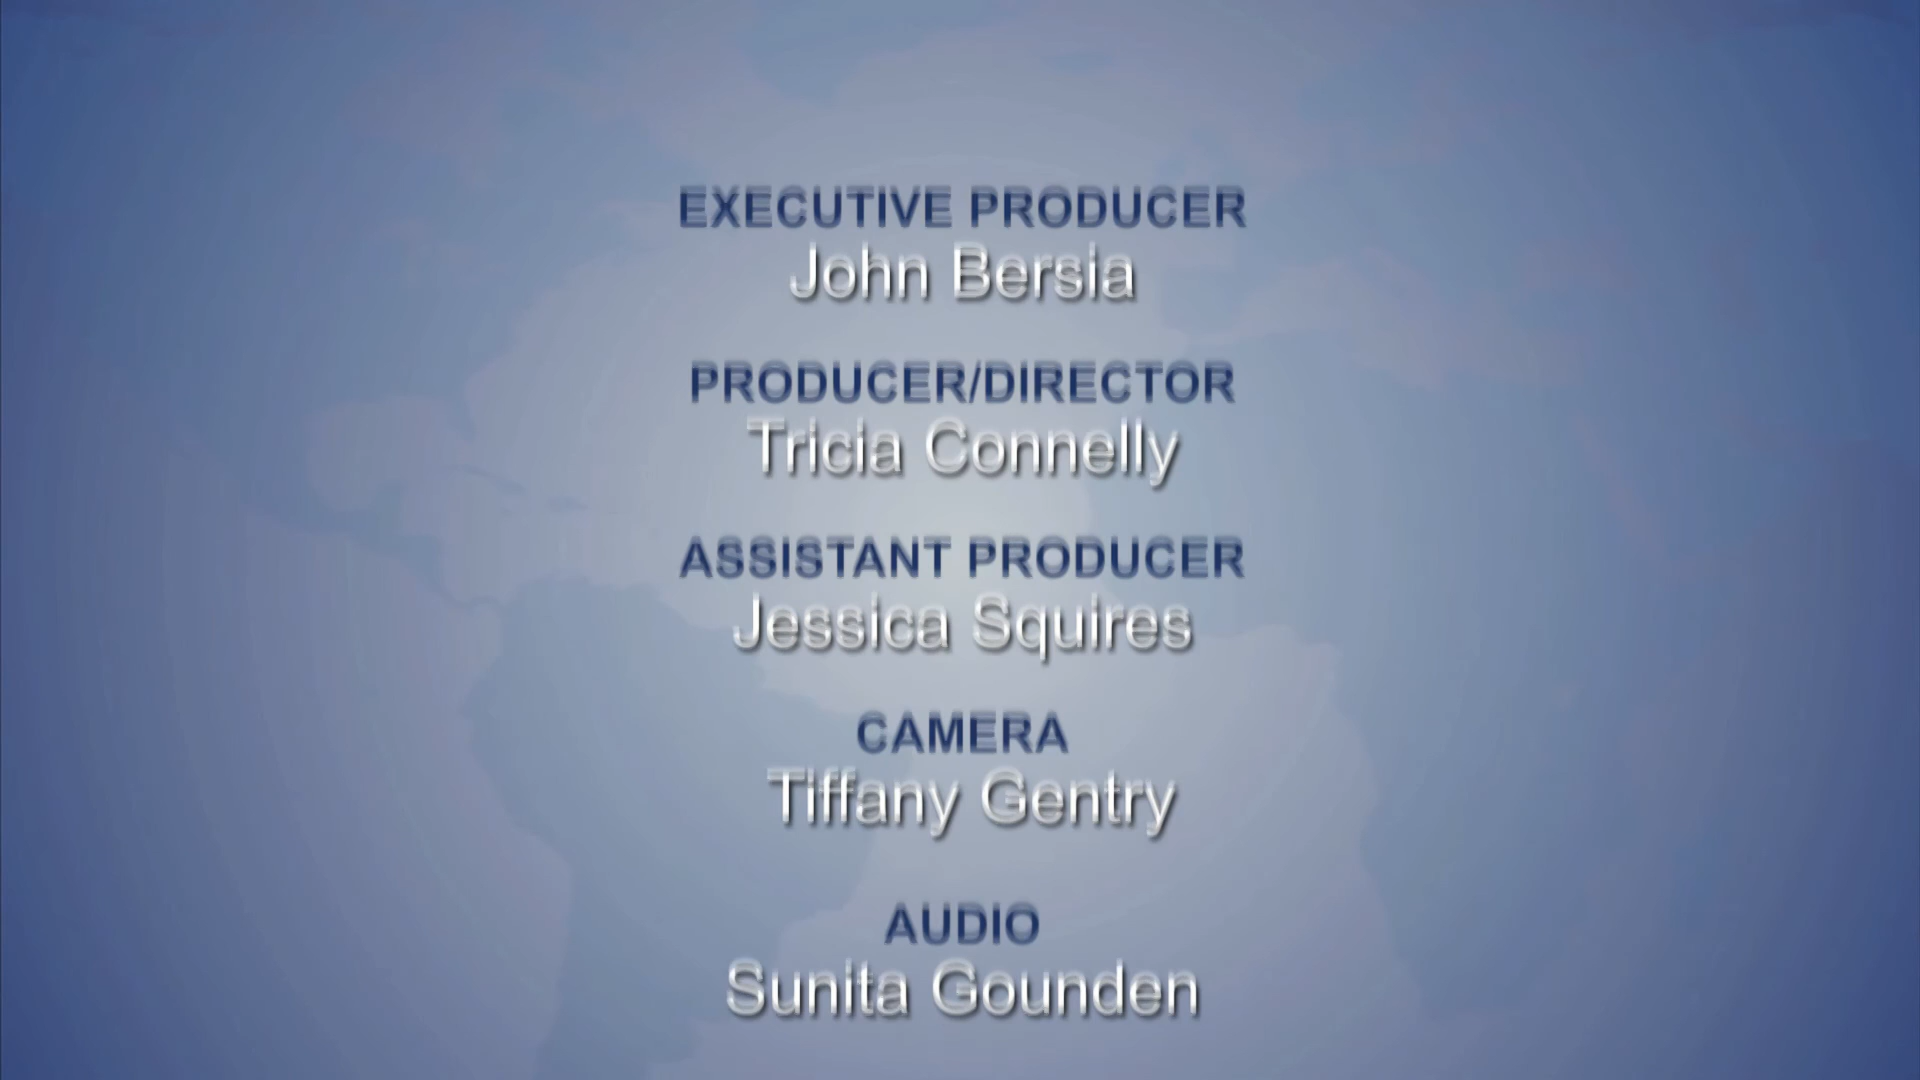 EXECUTIVE PRODUCER
John Bersia
PRODUCER/DIRECTOR
Tricia Connelly
ASSISTANT PRODUCER
Jessica Squires
CAMERA
Tiffany Gentry
AUDIO
Sunita Gounden